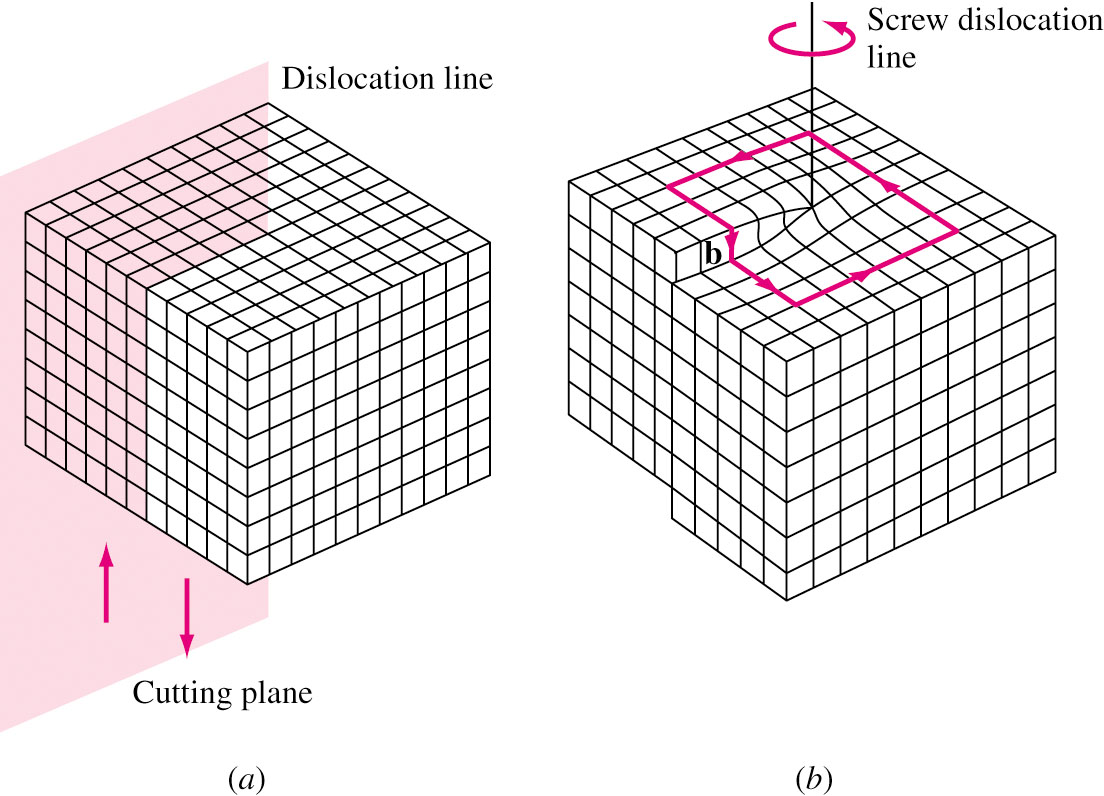 Dislocation line
Cutting plane
(a)
Screw dislocation
line
b
(b)